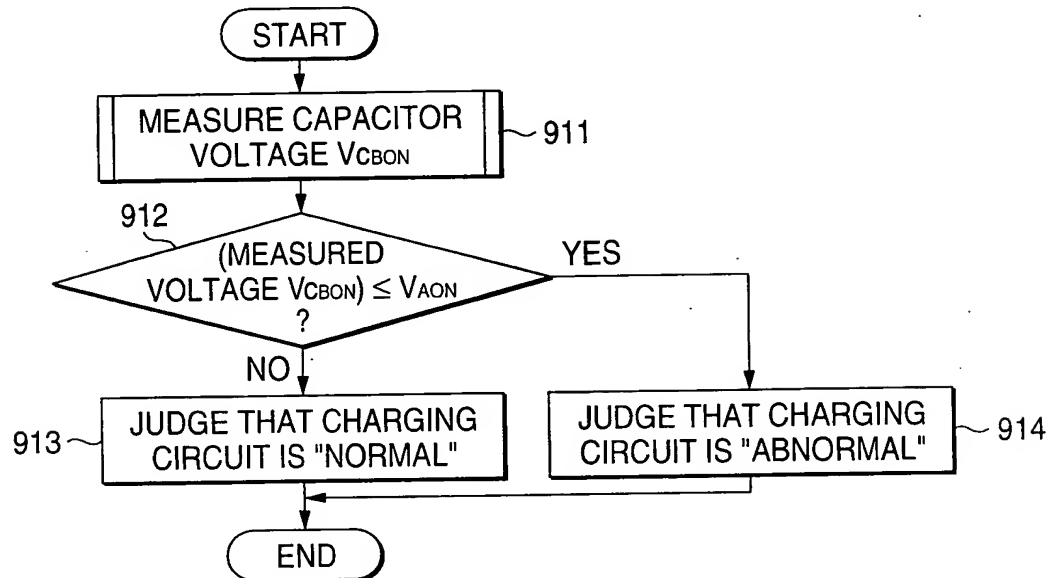 START
MEASURE CAPACITOR
VOLTAGE VCBON
911
912
(MEASURED
VOLTAGE VCBON) ≤ VAON
?
YES
NO
JUDGE THAT CHARGING
CIRCUIT IS "NORMAL"
913
JUDGE THAT CHARGING
CIRCUIT IS "ABNORMAL"
914
END